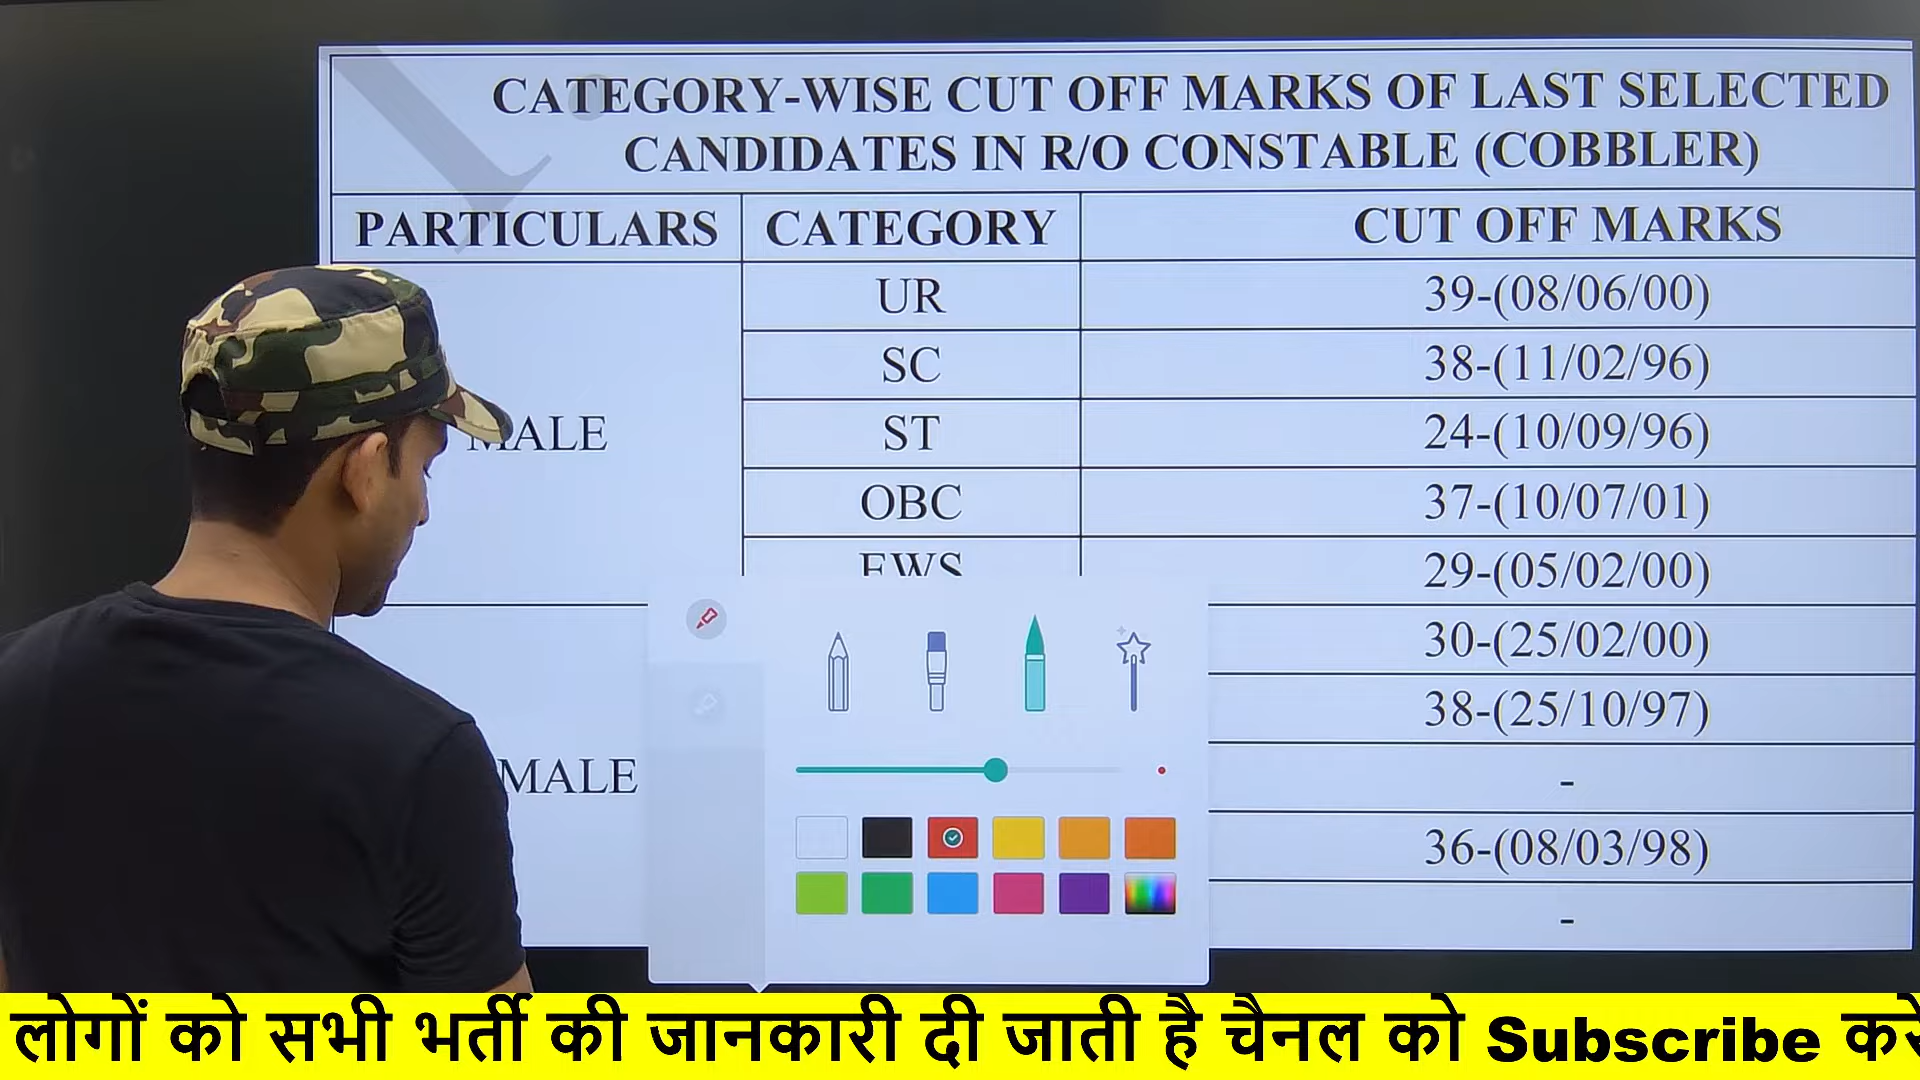 CATEGORY-WISE CUT OFF MARKS OF LAST SELECTED
CANDIDATES IN R/O CONSTABLE (COBBLER)
PARTICULARS CATEGORY CUT OFF MARKS
UR 39-(08/06/00)
SC 38-(11/02/96)
MALE ST 24-(10/09/96)
OBC 37-(10/07/01)
EWS 29-(05/02/00)
30-(25/02/00)
38-(25/10/97)
MALE -
36-(08/03/98)
-
लोगों को सभी भर्ती की जानकारी दी जाती है चैनल को Subscribe करे